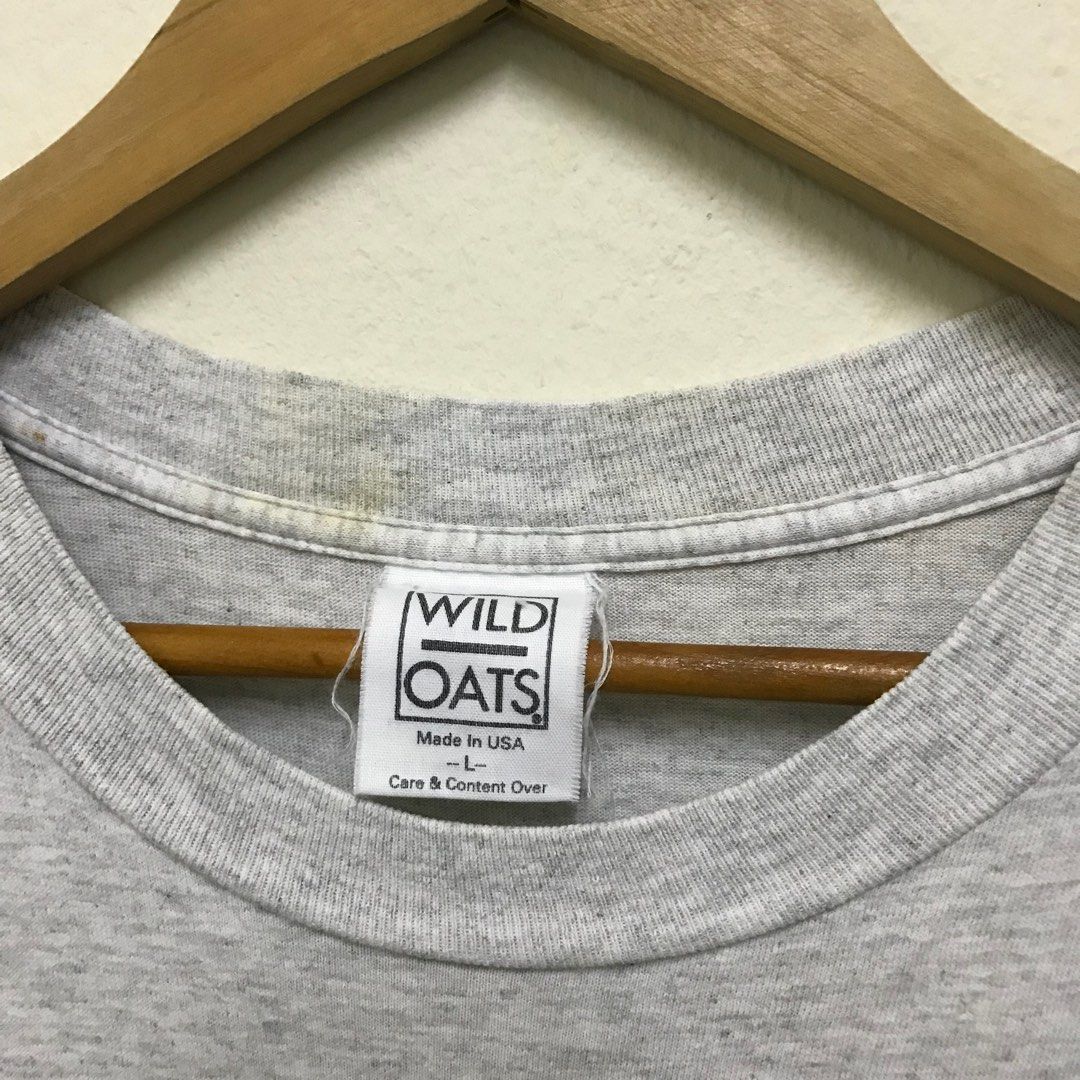 WILD
OATS®
Made In USA
-- L--
Care & Content Over